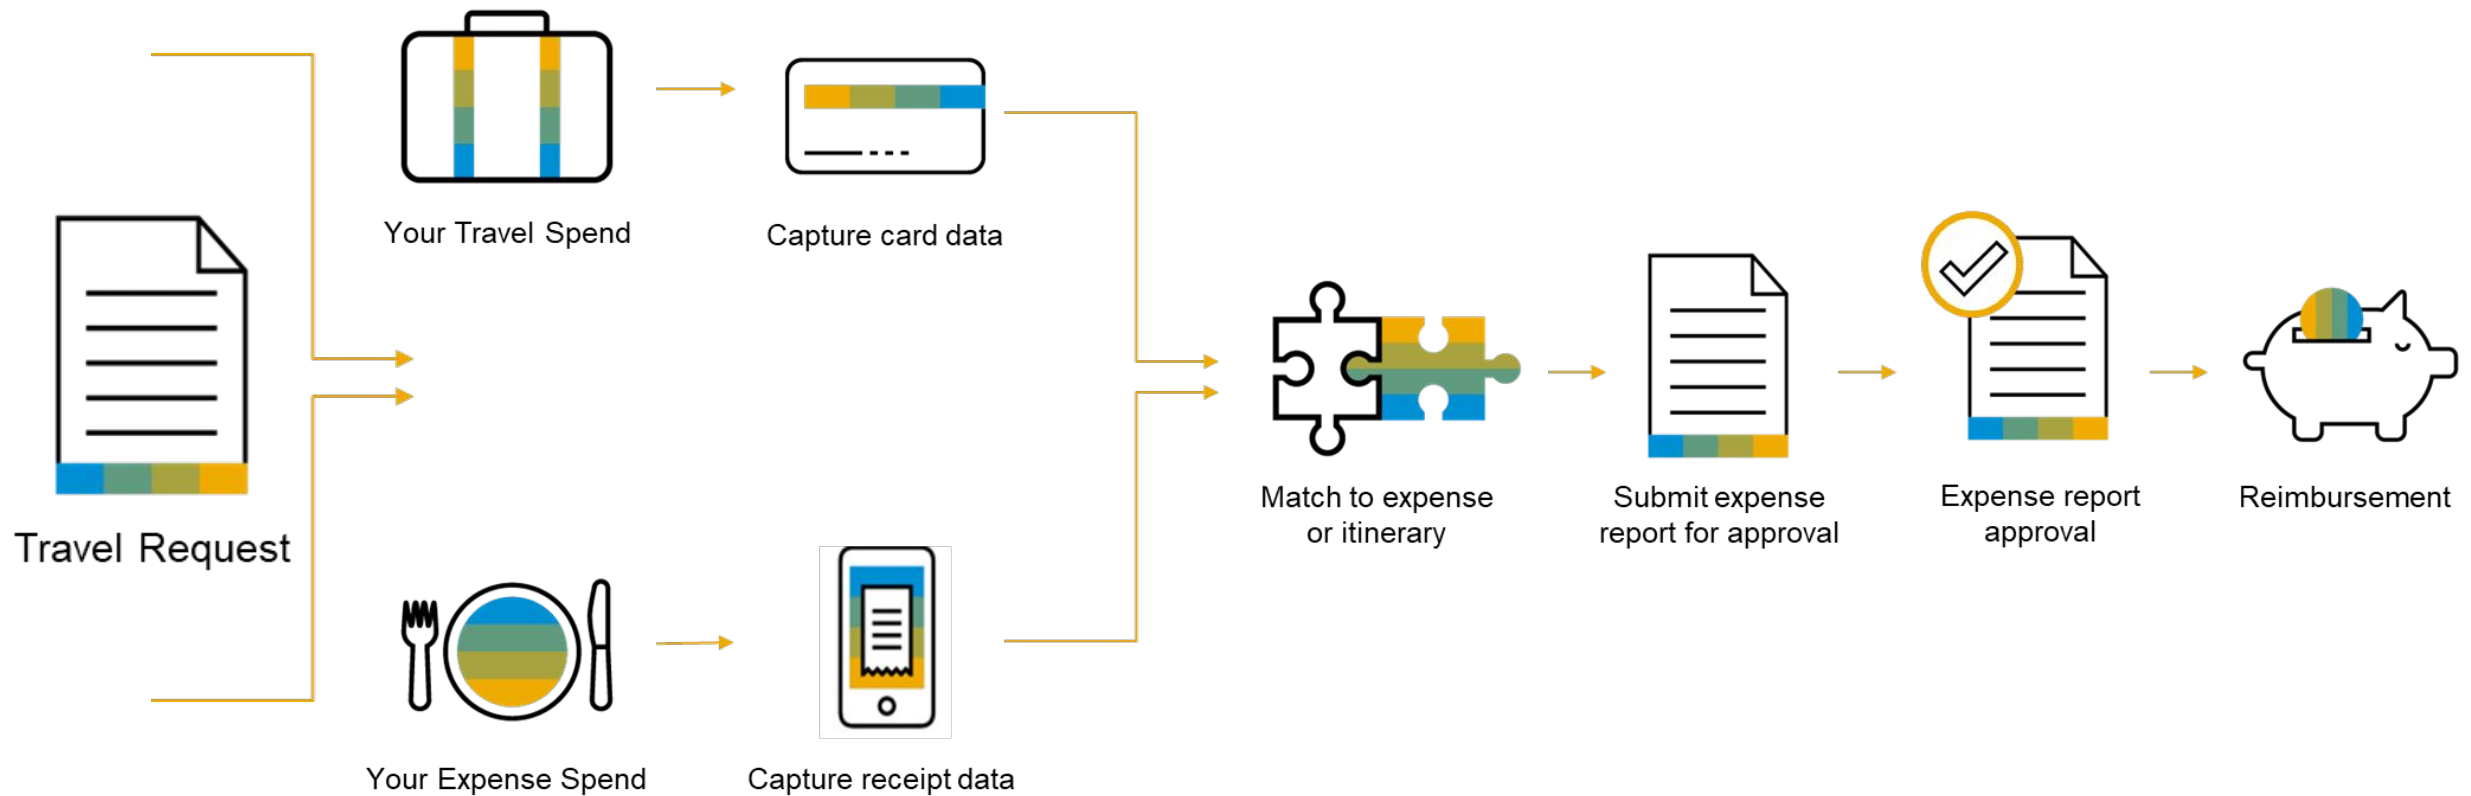 Travel Request
Your Travel Spend
Capture card data
Your Expense Spend
Capture receipt data
Match to expense
or itinerary
Submit expense
report for approval
Expense report
approval
Reimbursement